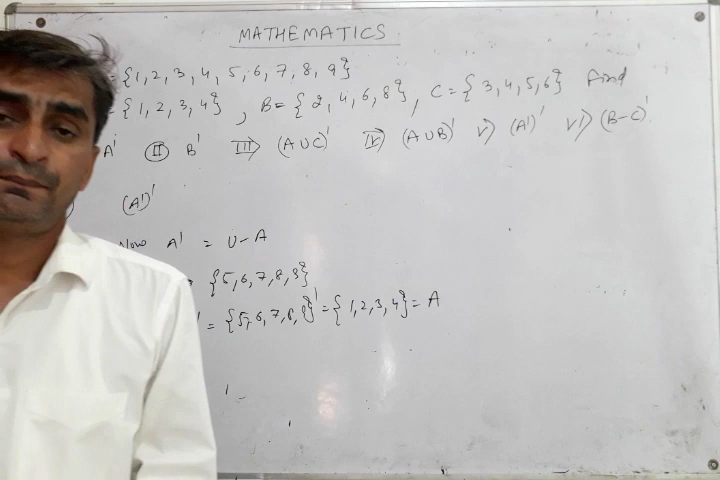 MATHEMATICS
= {1, 2, 3, 4, 5, 6, 7, 8, 9}
{1, 2, 3, 4}, B = {2, 4, 6, 8}, C = {3, 4, 5, 6} Find
A' II B' III> (A∪C)' IV> (A∪B)' V> (A')' VI> (B-C)'.
(A')'
Now A' = U-A
{5, 6, 7, 8, 9}
' = {5, 6, 7, 8, 9}' = {1, 2, 3, 4} = A